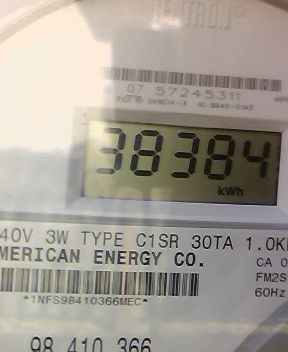 CENTRON®
07 57245311
38384
kWh
40V 3W TYPE C1SR 30TA 1.0K
MERICAN ENERGY CO.
CA 0
FM2S
60Hz
*1NFS98410366MEC*
98 410 366